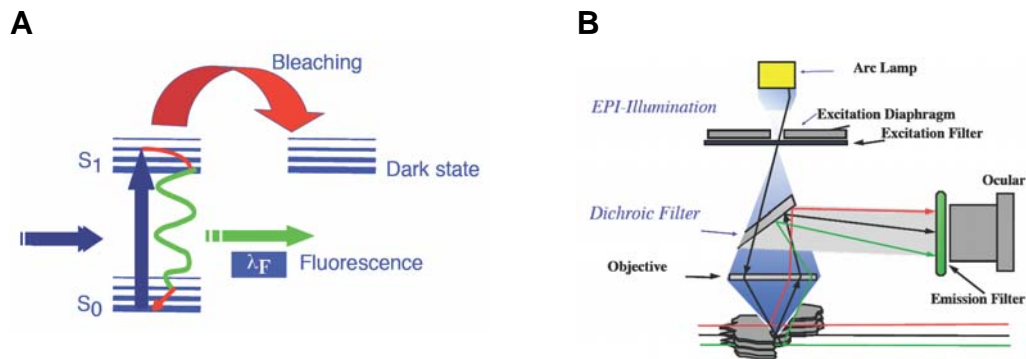 A
Bleaching
S1
Dark state
λF
Fluorescence
S0
B
Arc Lamp
EPI-Illumination
Excitation Diaphragm
Excitation Filter
Ocular
Dichroic Filter
Objective
Emission Filter